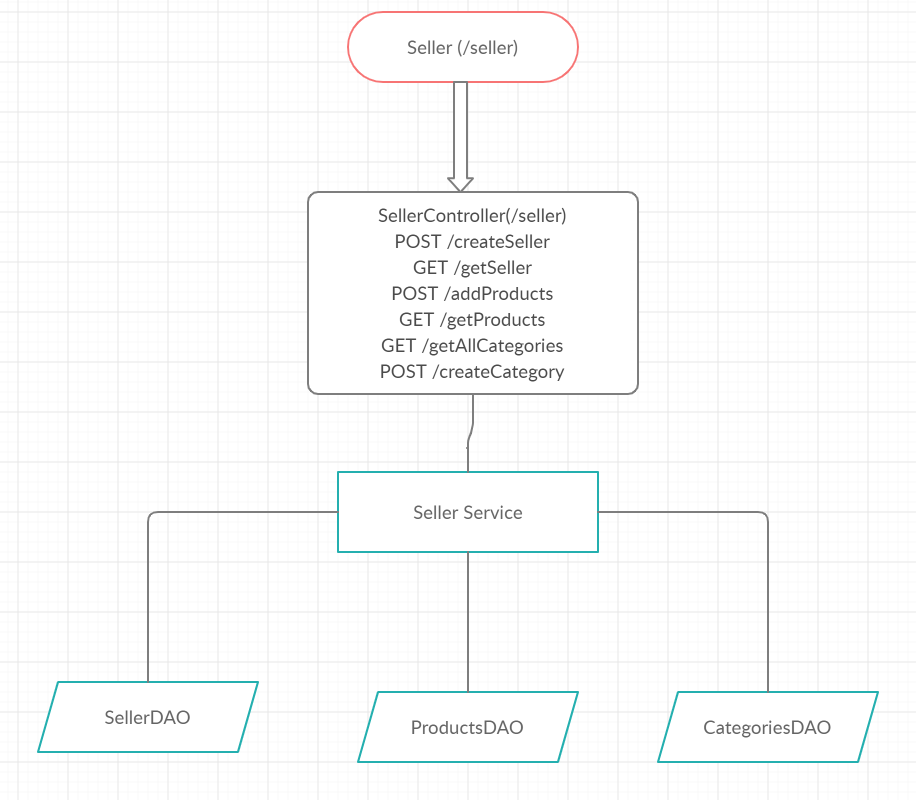 Seller (/seller)
SellerController(/seller)
POST /createSeller
GET /getSeller
POST /addProducts
GET /getProducts
GET /getAllCategories
POST /createCategory
Seller Service
SellerDAO
ProductsDAO
CategoriesDAO